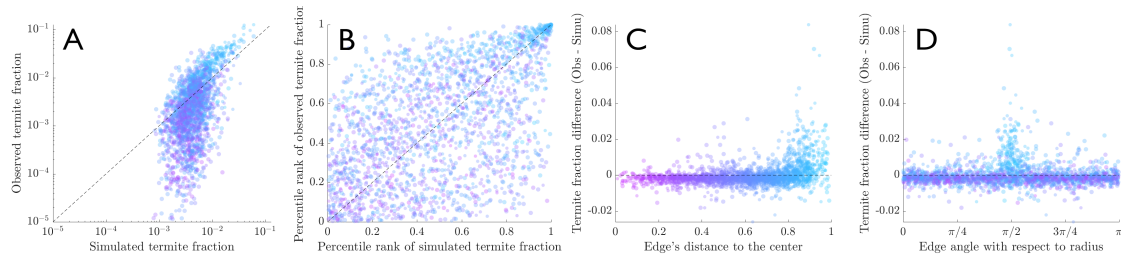 A
Observed termite fraction
10⁻¹
10⁻²
10⁻³
10⁻⁴
10⁻⁵
10⁻⁵
10⁻⁴
10⁻³
10⁻²
10⁻¹
Simulated termite fraction
B
Percentile rank of observed termite fraction
1
0.8
0.6
0.4
0.2
0
0
0.2
0.4
0.6
0.8
1
Percentile rank of simulated termite fraction
C
Termite fraction difference (Obs - Simu)
0.08
0.06
0.04
0.02
0
-0.02
0
0.2
0.4
0.6
0.8
1
Edge's distance to the center
D
Termite fraction difference (Obs - Simu)
0.08
0.06
0.04
0.02
0
-0.02
0
π/4
π/2
3π/4
π
Edge angle with respect to radius